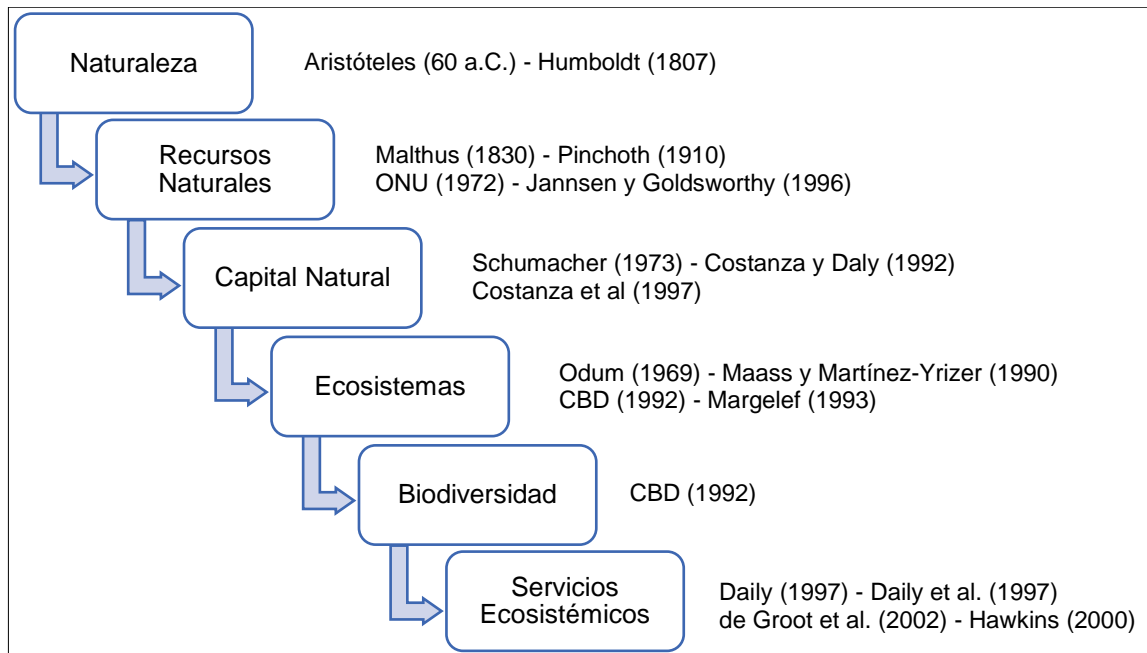 Naturaleza
Aristóteles (60 a.C.) - Humboldt (1807)
Recursos
Naturales
Malthus (1830) - Pinchoth (1910)
ONU (1972) - Jannsen y Goldsworthy (1996)
Capital Natural
Schumacher (1973) - Costanza y Daly (1992)
Costanza et al (1997)
Ecosistemas
Odum (1969) - Maass y Martínez-Yrizer (1990)
CBD (1992) - Margelef (1993)
Biodiversidad
CBD (1992)
Servicios
Ecosistémicos
Daily (1997) - Daily et al. (1997)
de Groot et al. (2002) - Hawkins (2000)